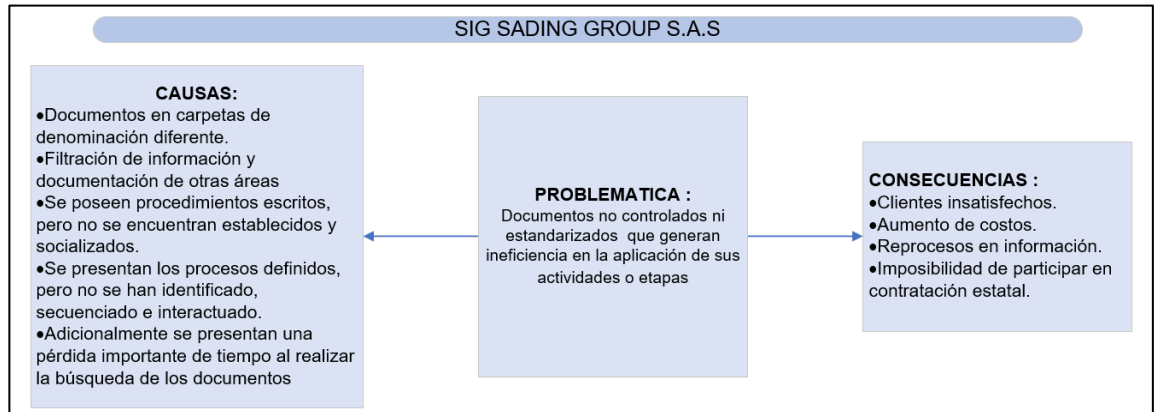 SIG SADING GROUP S.A.S
CAUSAS:
•Documentos en carpetas de
denominación diferente.
•Filtración de información y
documentación de otras áreas
•Se poseen procedimientos escritos,
pero no se encuentran establecidos y
socializados.
•Se presentan los procesos definidos,
pero no se han identificado,
secuenciado e interactuado.
•Adicionalmente se presentan una
pérdida importante de tiempo al realizar
la búsqueda de los documentos
PROBLEMATICA :
Documentos no controlados ni
estandarizados que generan
ineficiencia en la aplicación de sus
actividades o etapas
CONSECUENCIAS :
•Clientes insatisfechos.
•Aumento de costos.
•Reprocesos en información.
•Imposibilidad de participar en
contratación estatal.